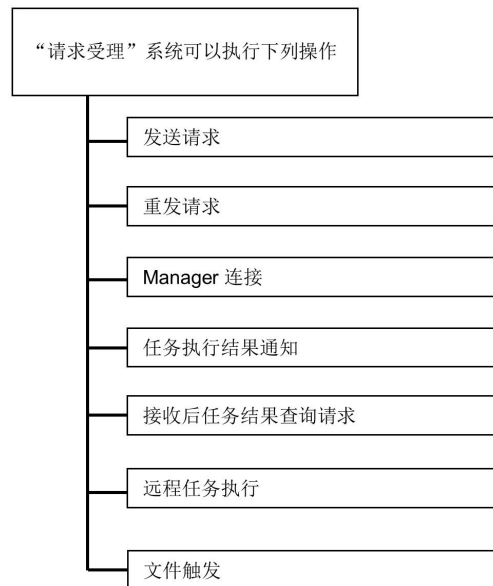 “请求受理”系统可以执行下列操作
发送请求
重发请求
Manager 连接
任务执行结果通知
接收后任务结果查询请求
远程任务执行
文件触发